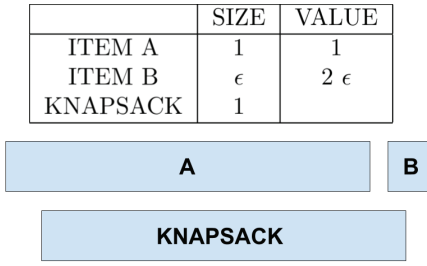 SIZE VALUE
ITEM A 1 1
ITEM B ϵ 2 ϵ
KNAPSACK 1
A B
KNAPSACK